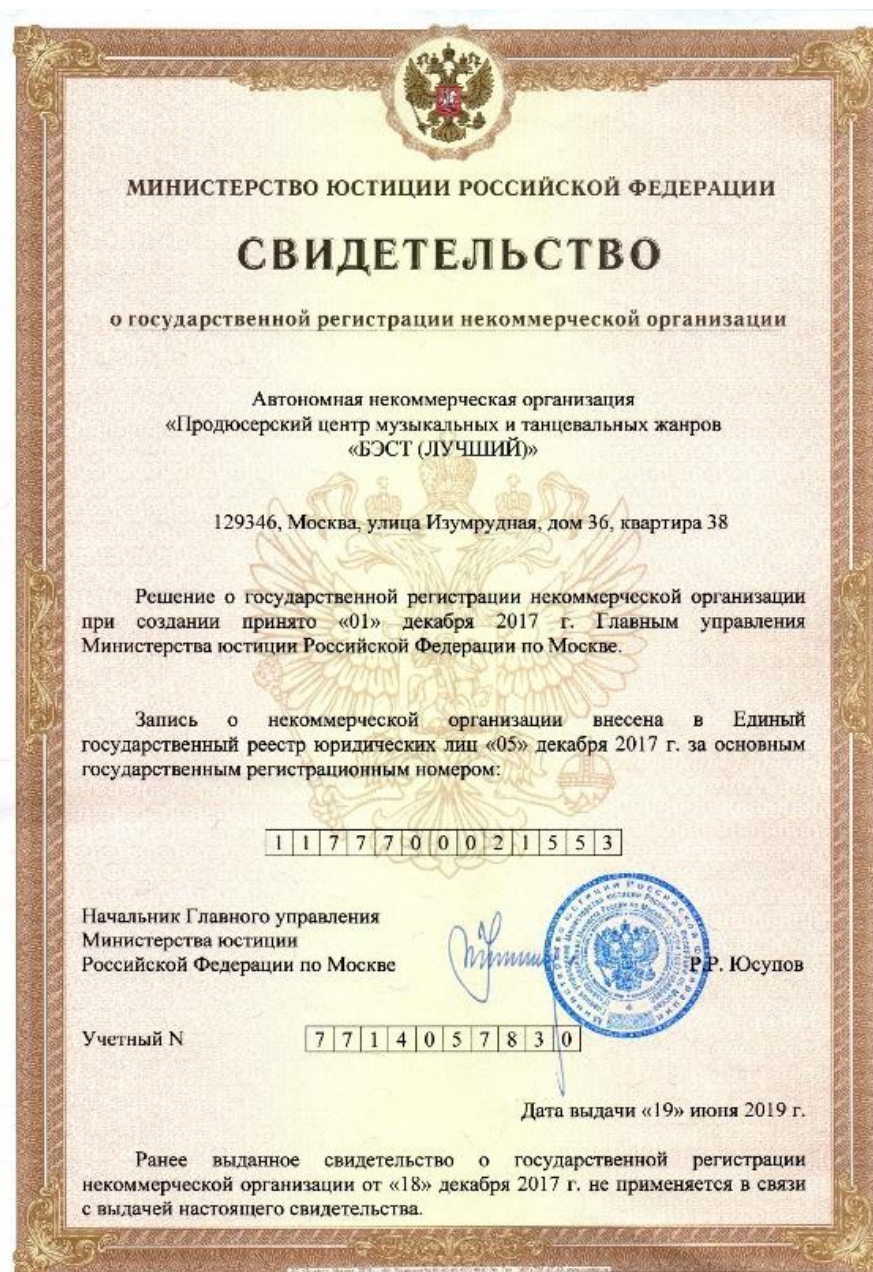 МИНИСТЕРСТВО ЮСТИЦИИ РОССИЙСКОЙ ФЕДЕРАЦИИ
СВИДЕТЕЛЬСТВО
о государственной регистрации некоммерческой организации
Автономная некоммерческая организация
«Продюсерский центр музыкальных и танцевальных жанров
«БЭСТ (ЛУЧШИЙ)»
129346, Москва, улица Изумрудная, дом 36, квартира 38
Решение о государственной регистрации некоммерческой организации
при создании принято «01» декабря 2017 г. Главным управления
Министерства юстиции Российской Федерации по Москве.
Запись о некоммерческой организации внесена в Единый
государственный реестр юридических лиц «05» декабря 2017 г. за основным
государственным регистрационным номером:
1177700021553
Начальник Главного управления
Министерства юстиции
Российской Федерации по Москве
Р.Р. Юсупов
Учетный N 7714057830
Дата выдачи «19» июня 2019 г.
Ранее выданное свидетельство о государственной регистрации
некоммерческой организации от «18» декабря 2017 г. не применяется в связи
с выдачей настоящего свидетельства.